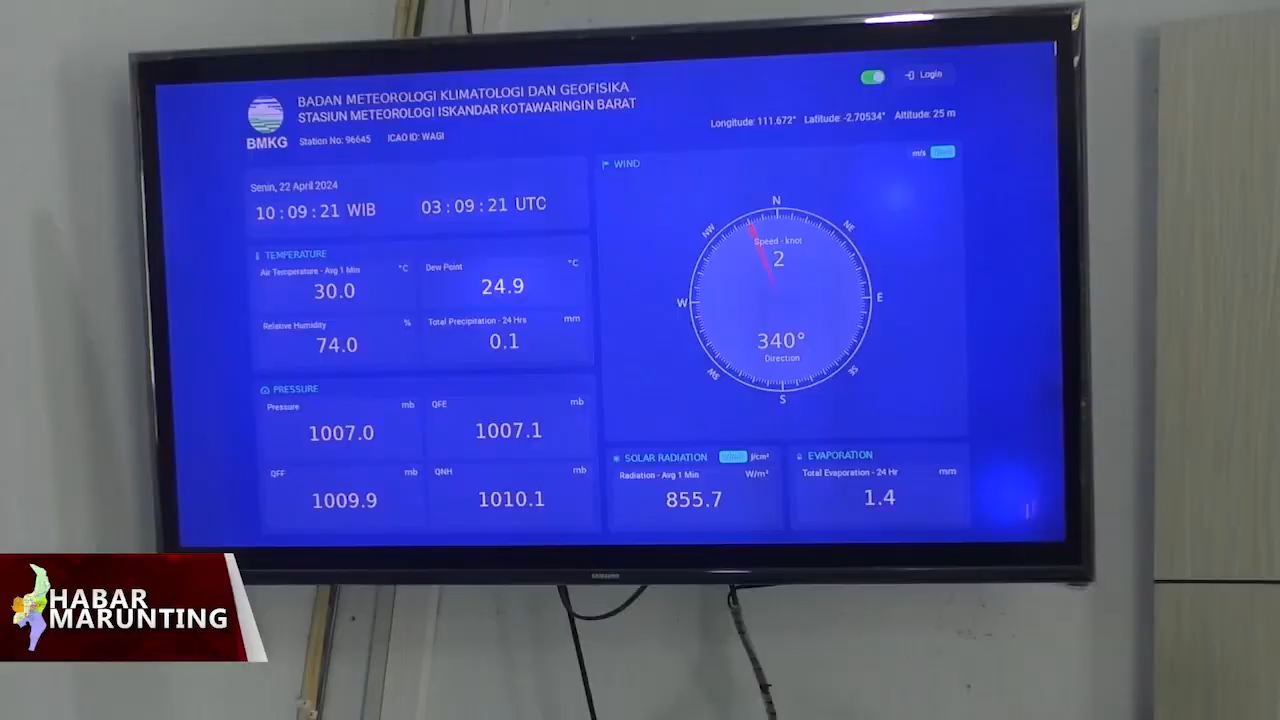 BADAN METEOROLOGI KLIMATOLOGI DAN GEOFISIKA
STASIUN METEOROLOGI ISKANDAR KOTAWARINGIN BARAT
BMKG
Station No: 96645 ICAO ID: WAGI
Login
Longitude: 111.672° Latitude: -2.70534° Altitude: 25 m
Senin, 22 April 2024
10 : 09 : 21 WIB 03 : 09 : 21 UTC
TEMPERATURE
Air Temperature - Avg 1 Min °C
30.0
Dew Point °C
24.9
Relative Humidity %
74.0
Total Precipitation - 24 Hrs mm
0.1
PRESSURE
Pressure mb
1007.0
QFE mb
1007.1
QFF mb
1009.9
QNH mb
1010.1
WIND
m/s
N
NE
E
SE
S
SW
W
NW
Speed - knot
2
340°
Direction
SOLAR RADIATION J/cm²
Radiation - Avg 1 Min W/m²
855.7
EVAPORATION
Total Evaporation - 24 Hr mm
1.4
SAMSUNG
HABAR
MARUNTING